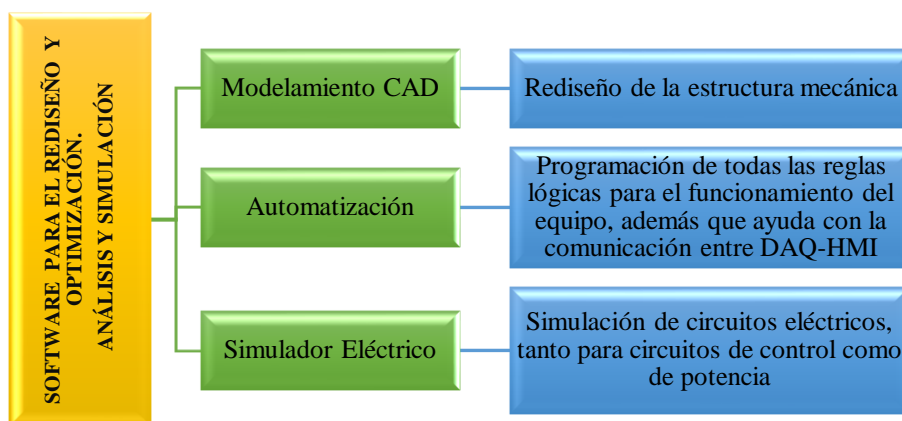 SOFTWARE PARA EL REDISEÑO Y
OPTIMIZACIÓN.
ANÁLISIS Y SIMULACIÓN
Modelamiento CAD
Rediseño de la estructura mecánica
Automatización
Programación de todas las reglas
lógicas para el funcionamiento del
equipo, además que ayuda con la
comunicación entre DAQ-HMI
Simulador Eléctrico
Simulación de circuitos eléctricos,
tanto para circuitos de control como
de potencia